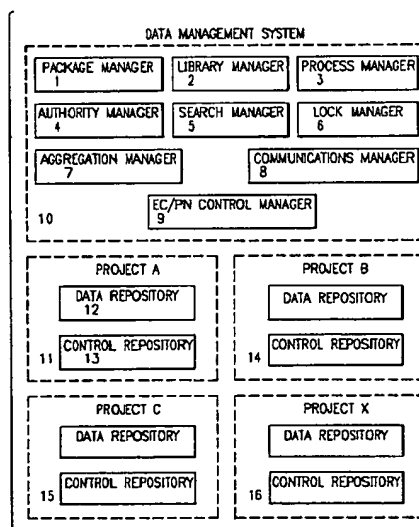 DATA MANAGEMENT SYSTEM
PACKAGE MANAGER LIBRARY MANAGER PROCESS MANAGER
1 2 3
AUTHORITY MANAGER SEARCH MANAGER LOCK MANAGER
4 5 6
AGGREGATION MANAGER COMMUNICATIONS MANAGER
7 8
EC/PN CONTROL MANAGER
10 9
PROJECT A PROJECT B
DATA REPOSITORY DATA REPOSITORY
12
CONTROL REPOSITORY CONTROL REPOSITORY
11 13 14
PROJECT C PROJECT X
DATA REPOSITORY DATA REPOSITORY
CONTROL REPOSITORY CONTROL REPOSITORY
15 16